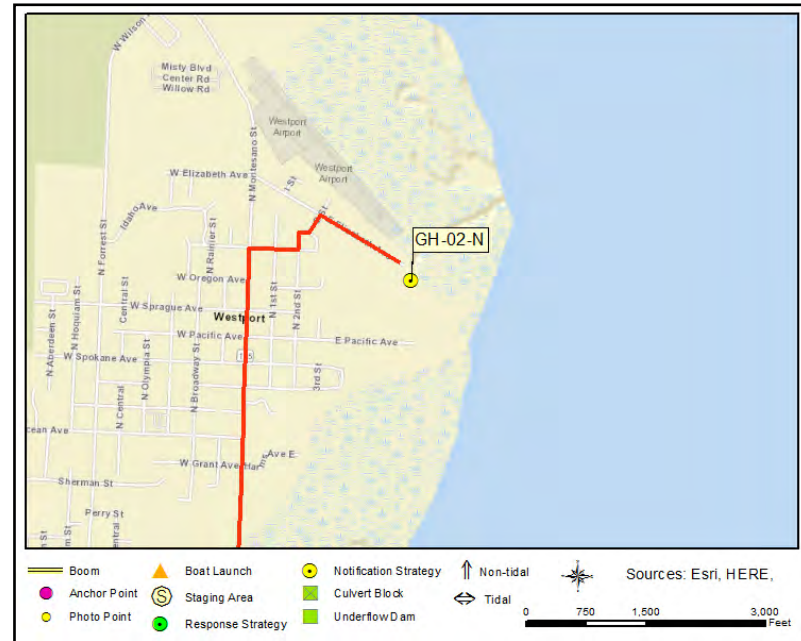 W Wilson
Misty Blvd
Center Rd
Willow Rd
Westport
Airport
Westport
Airport
N Montesano St
W Elizabeth Ave
I St
St
GH-02-N
Idaho Ave
N Forrest St
N Rainier St
W Oregon Ave
Central St
N 1st St
N 2nd St
W Sprague Ave
Westport
N Hoquiam St
N Aberdeen St
W Pacific Ave
E Pacific Ave
W Spokane Ave
N Olympia St
N Central
N Broadway St
3rd St
cean Ave
W Grant Ave
Ave E
Sherman St
Perry St
Boom
Boat Launch
Notification Strategy
Non-tidal
Sources: Esri, HERE,
Anchor Point
Staging Area
Culvert Block
Tidal
Photo Point
Response Strategy
Underflow Dam
S
0 750 1,500 3,000
Feet